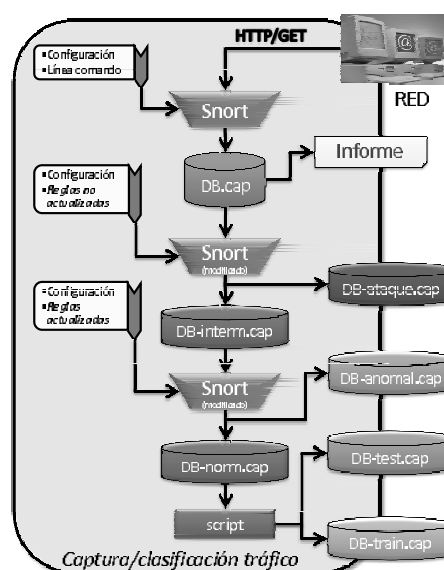 HTTP/GET
▪ Configuración
▪ Línea comando
RED
Snort
Informe
DB.cap
▪ Configuración
▪ Reglas no
actualizadas
Snort
(modificado)
DB-ataque.cap
▪ Configuración
▪ Reglas
actualizadas
DB-interm.cap
Snort
(modificado)
DB-anomal.cap
DB-norm.cap
DB-test.cap
script
DB-train.cap
Captura/clasificación tráfico